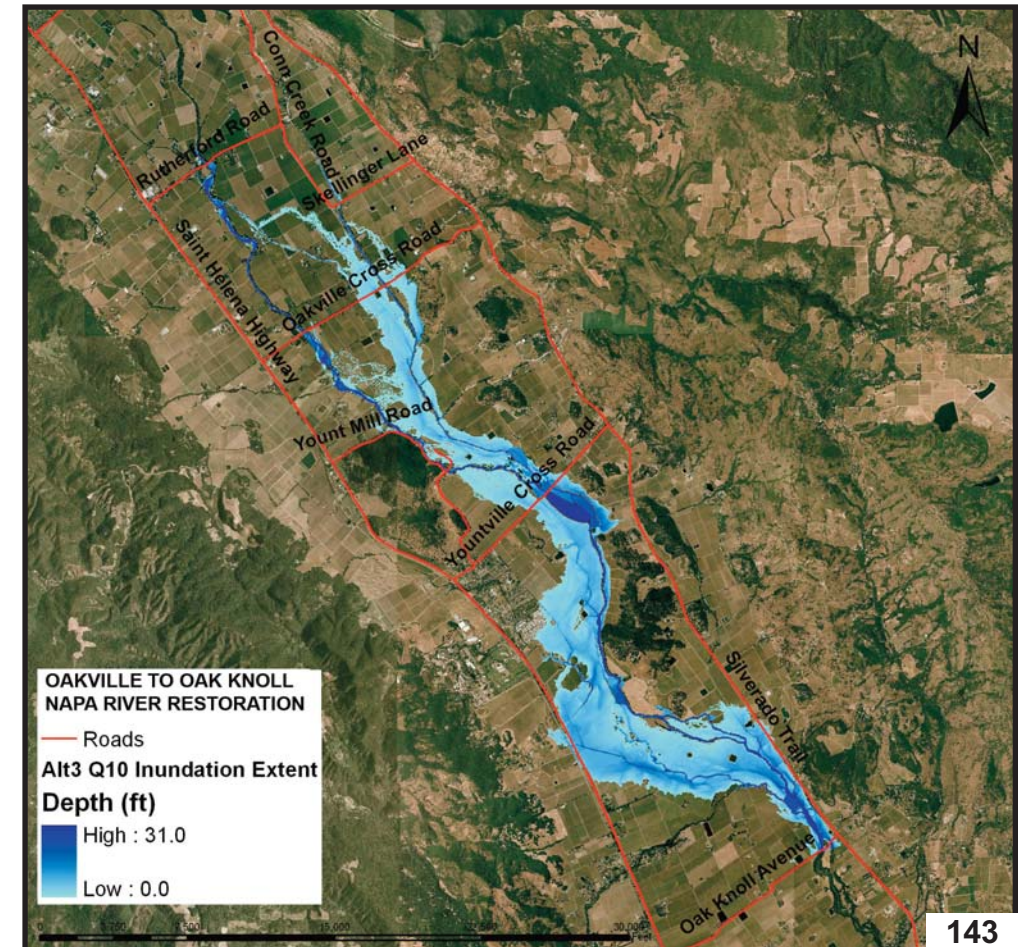 N
Conn Creek Road
Rutherford Road
Skellinger Lane
Saint Helena Highway
Oakville Cross Road
Yount Mill Road
Yountville Cross Road
Silverado Trail
Oak Knoll Avenue
OAKVILLE TO OAK KNOLL
NAPA RIVER RESTORATION
Roads
Alt3 Q10 Inundation Extent
Depth (ft)
High : 31.0
Low : 0.0
0
15,000
30,000
Feet
143